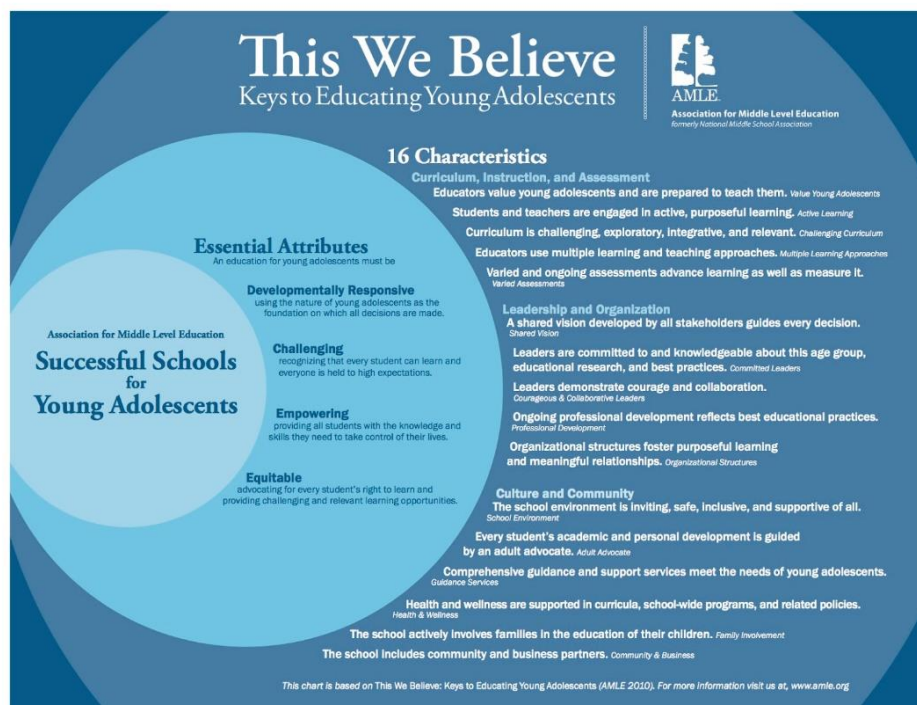 This We Believe
Keys to Educating Young Adolescents
AMLE
Association for Middle Level Education
formerly National Middle School Association
16 Characteristics
Curriculum, Instruction, and Assessment
Educators value young adolescents and are prepared to teach them. Value Young Adolescents
Students and teachers are engaged in active, purposeful learning. Active Learning
Curriculum is challenging, exploratory, integrative, and relevant. Challenging Curriculum
Educators use multiple learning and teaching approaches. Multiple Learning Approaches
Varied and ongoing assessments advance learning as well as measure it.
Varied Assessments
Leadership and Organization
A shared vision developed by all stakeholders guides every decision.
Shared Vision
Leaders are committed to and knowledgeable about this age group,
educational research, and best practices. Committed Leaders
Leaders demonstrate courage and collaboration.
Courageous & Collaborative Leaders
Ongoing professional development reflects best educational practices.
Professional Development
Organizational structures foster purposeful learning
and meaningful relationships. Organizational Structures
Culture and Community
The school environment is inviting, safe, inclusive, and supportive of all.
School Environment
Every student's academic and personal development is guided
by an adult advocate. Adult Advocate
Comprehensive guidance and support services meet the needs of young adolescents.
Guidance Services
Health and wellness are supported in curricula, school-wide programs, and related policies.
Health & Wellness
The school actively involves families in the education of their children. Family Involvement
The school includes community and business partners. Community & Business
Essential Attributes
An education for young adolescents must be
Developmentally Responsive
using the nature of young adolescents as the
foundation on which all decisions are made.
Challenging
recognizing that every student can learn and
everyone is held to high expectations.
Empowering
providing all students with the knowledge and
skills they need to take control of their lives.
Equitable
advocating for every student's right to learn and
providing challenging and relevant learning opportunities.
Association for Middle Level Education
Successful Schools
for
Young Adolescents
This chart is based on This We Believe: Keys to Educating Young Adolescents (AMLE 2010). For more information visit us at, www.amle.org